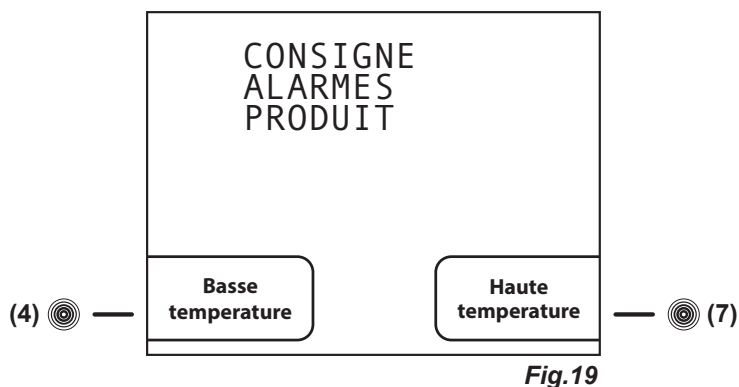 CONSIGNE
ALARMES
PRODUIT
Basse
temperature
Haute
temperature
(4)
(7)
Fig.19